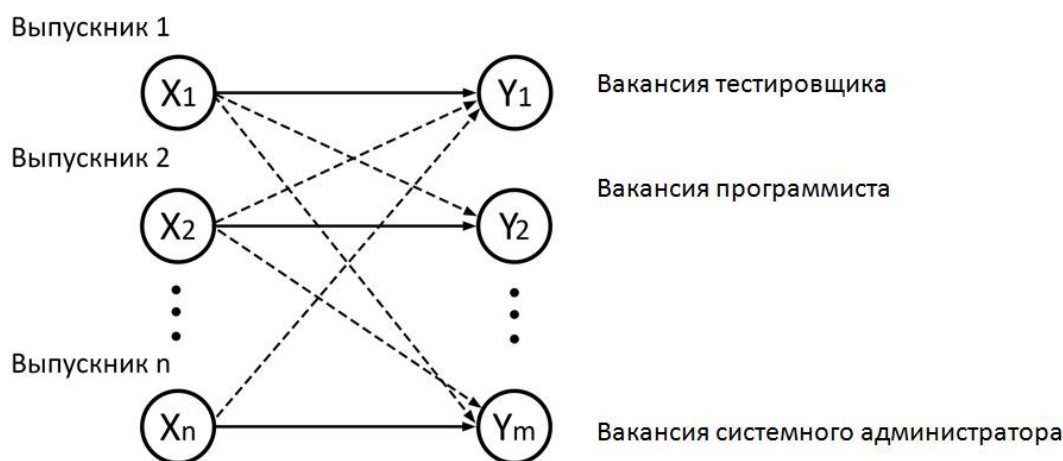 Выпускник 1
X1
Y1
Вакансия тестировщика
Выпускник 2
X2
Y2
Вакансия программиста
Выпускник n
Xn
Ym
Вакансия системного администратора